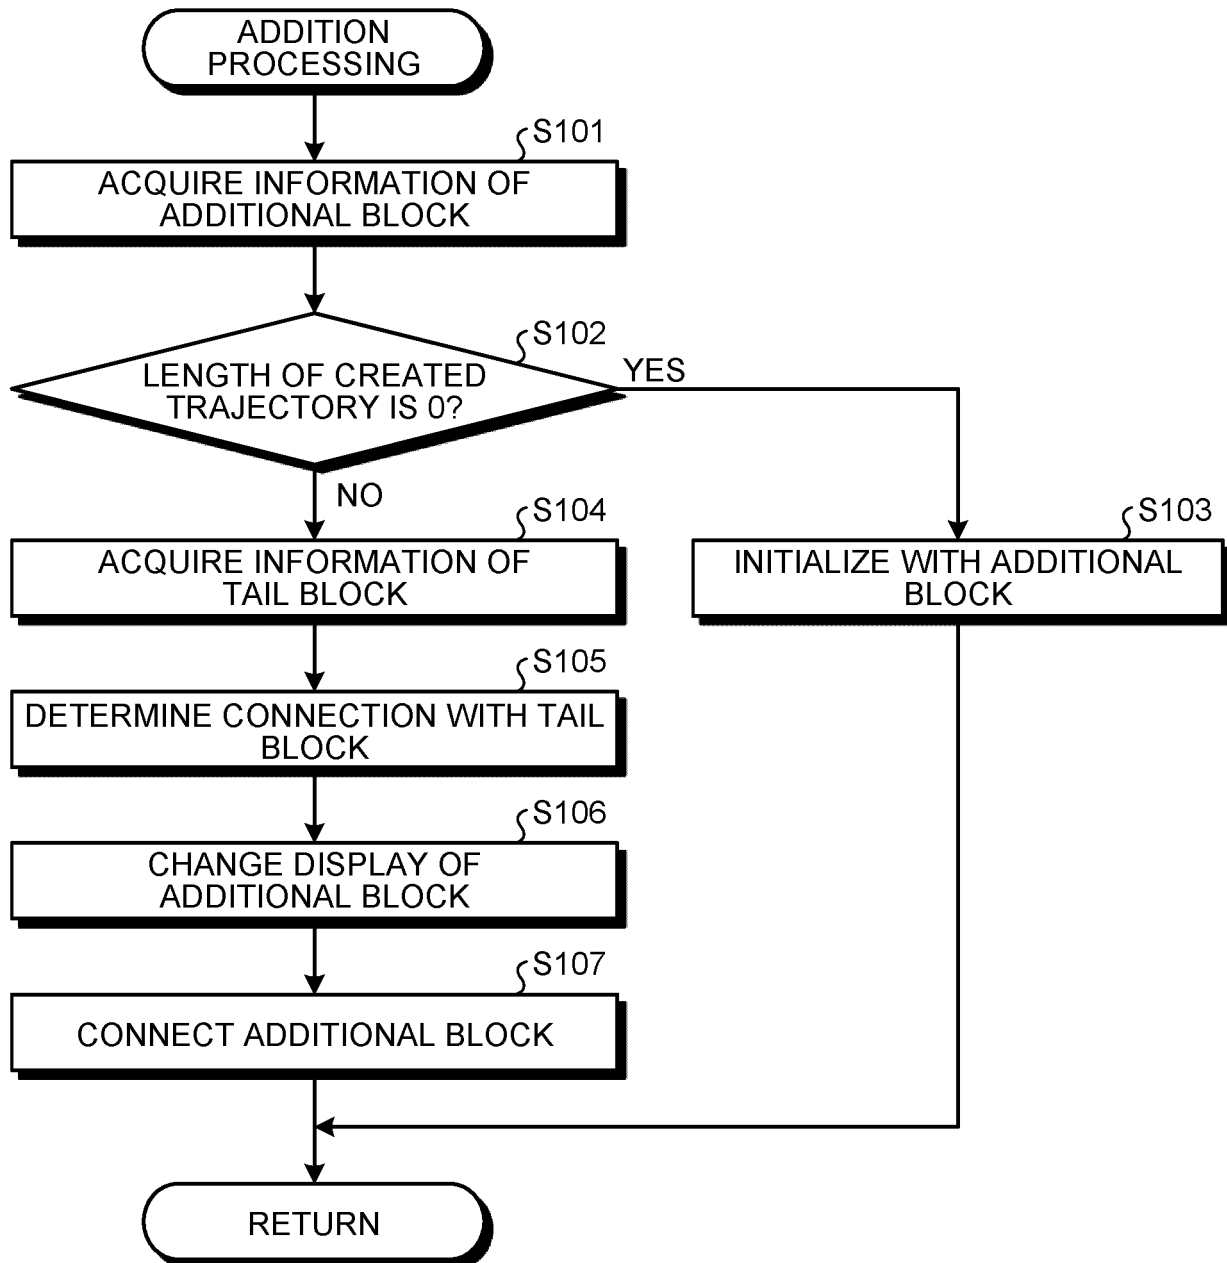 ADDITION
PROCESSING
S101
ACQUIRE INFORMATION OF
ADDITIONAL BLOCK
S102
LENGTH OF CREATED
TRAJECTORY IS 0?
YES
NO
S104
ACQUIRE INFORMATION OF
TAIL BLOCK
S103
INITIALIZE WITH ADDITIONAL
BLOCK
S105
DETERMINE CONNECTION WITH TAIL
BLOCK
S106
CHANGE DISPLAY OF
ADDITIONAL BLOCK
S107
CONNECT ADDITIONAL BLOCK
RETURN